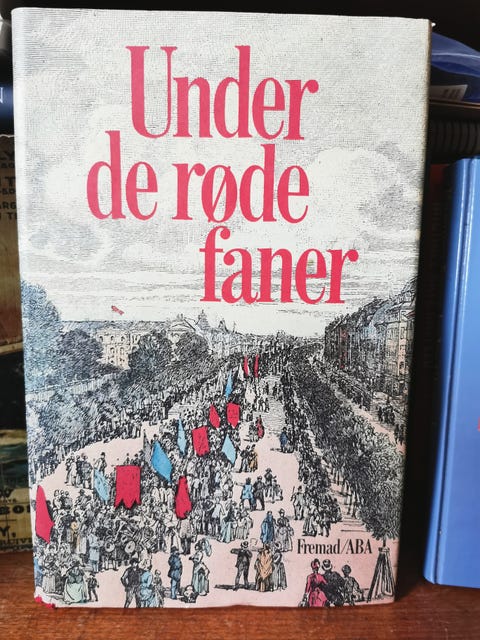 Under
de røde
faner
Fremad/ABA